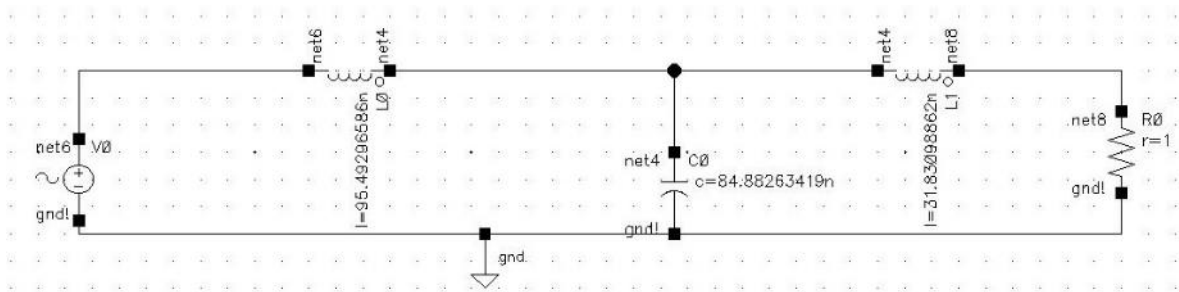 net6
net4
L0
l=95.49296586n
net4
net8
L1
l=31.83098862n
net6
V0
gnd!
net4
C0
c=84.88263419n
gnd!
net8
R0
r=1
gnd!
gnd